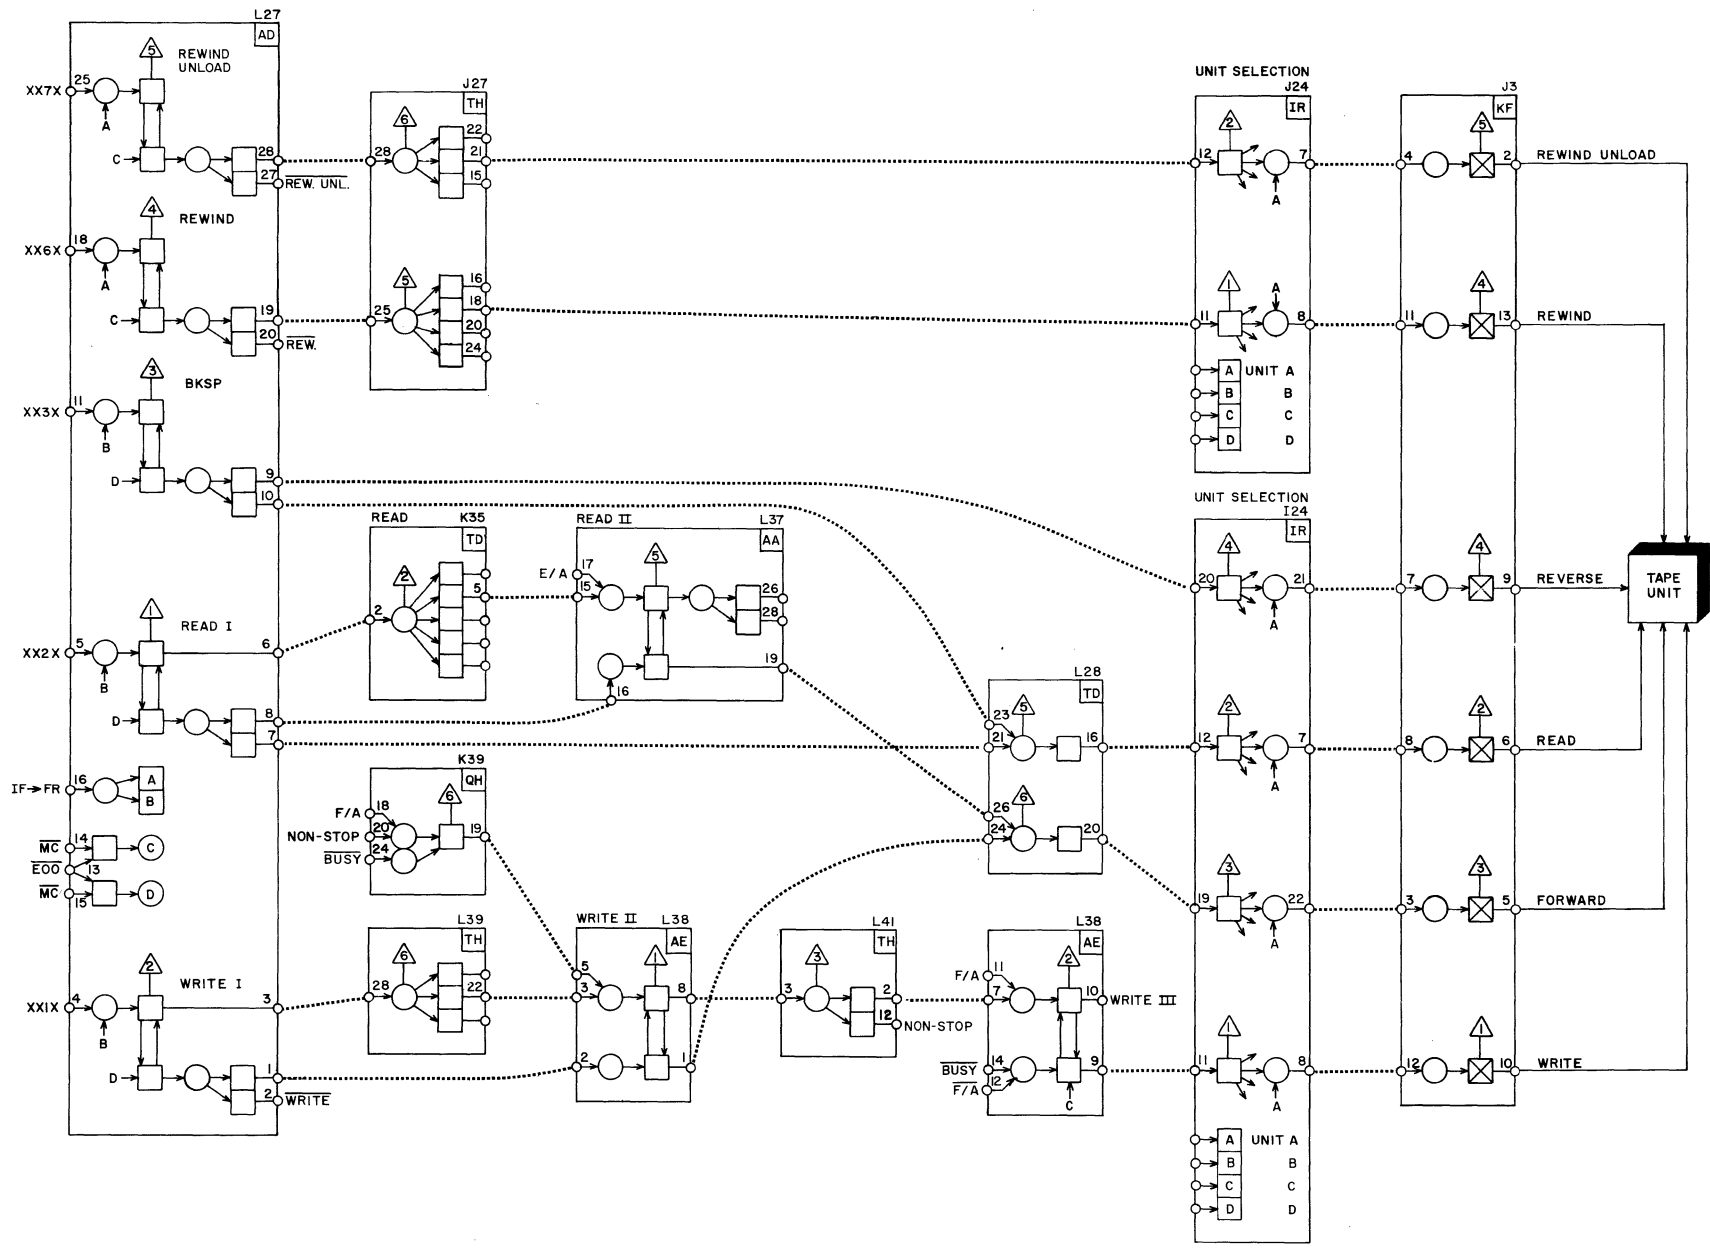 L27
AD
5
REWIND
UNLOAD
XX7X
25
A
C
28
27
REW. UNL.
4
REWIND
XX6X
18
A
C
19
20
REW.
3
BKSP
XX3X
11
B
D
9
10
1
READ I
XX2X
5
6
B
D
8
7
IF→FR
16
A
B
MC
14
C
EOO
13
MC
15
D
2
WRITE I
XX1X
4
3
B
D
1
2
WRITE
J27
TH
6
28
22
21
15
5
25
16
18
20
24
READ
K35
TD
2
2
5
READ II
L37
AA
E/A
17
15
5
26
28
16
19
K39
QH
F/A
18
NON-STOP
20
BUSY
24
6
19
L39
TH
6
28
22
WRITE II
L38
AE
5
3
1
8
2
1
L41
TH
3
3
2
12
NON-STOP
L28
TD
23
21
5
16
26
24
6
20
L38
AE
F/A
11
7
2
10
WRITE III
BUSY
14
F/A
12
9
C
UNIT SELECTION
J24
IR
2
12
7
A
1
A
11
8
A UNIT A
B B
C C
D D
UNIT SELECTION
I24
IR
4
20
21
A
2
12
7
A
3
19
22
A
1
11
8
A
A UNIT A
B B
C C
D D
J3
KF
5
4
2
REWIND UNLOAD
4
11
13
REWIND
4
7
9
REVERSE
2
8
6
READ
3
3
5
FORWARD
1
12
10
WRITE
TAPE
UNIT